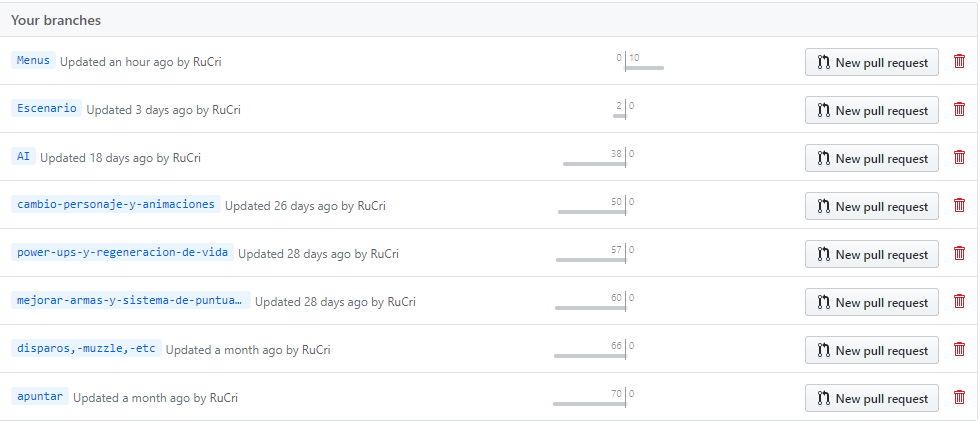 Your branches
Menus Updated an hour ago by RuCri 0 10 New pull request
Escenario Updated 3 days ago by RuCri 2 0 New pull request
AI Updated 18 days ago by RuCri 38 0 New pull request
cambio-personaje-y-animaciones Updated 26 days ago by RuCri 50 0 New pull request
power-ups-y-regeneracion-de-vida Updated 28 days ago by RuCri 57 0 New pull request
mejorar-armas-y-sistema-de-puntua… Updated 28 days ago by RuCri 60 0 New pull request
disparos,-muzzle,-etc Updated a month ago by RuCri 66 0 New pull request
apuntar Updated a month ago by RuCri 70 0 New pull request